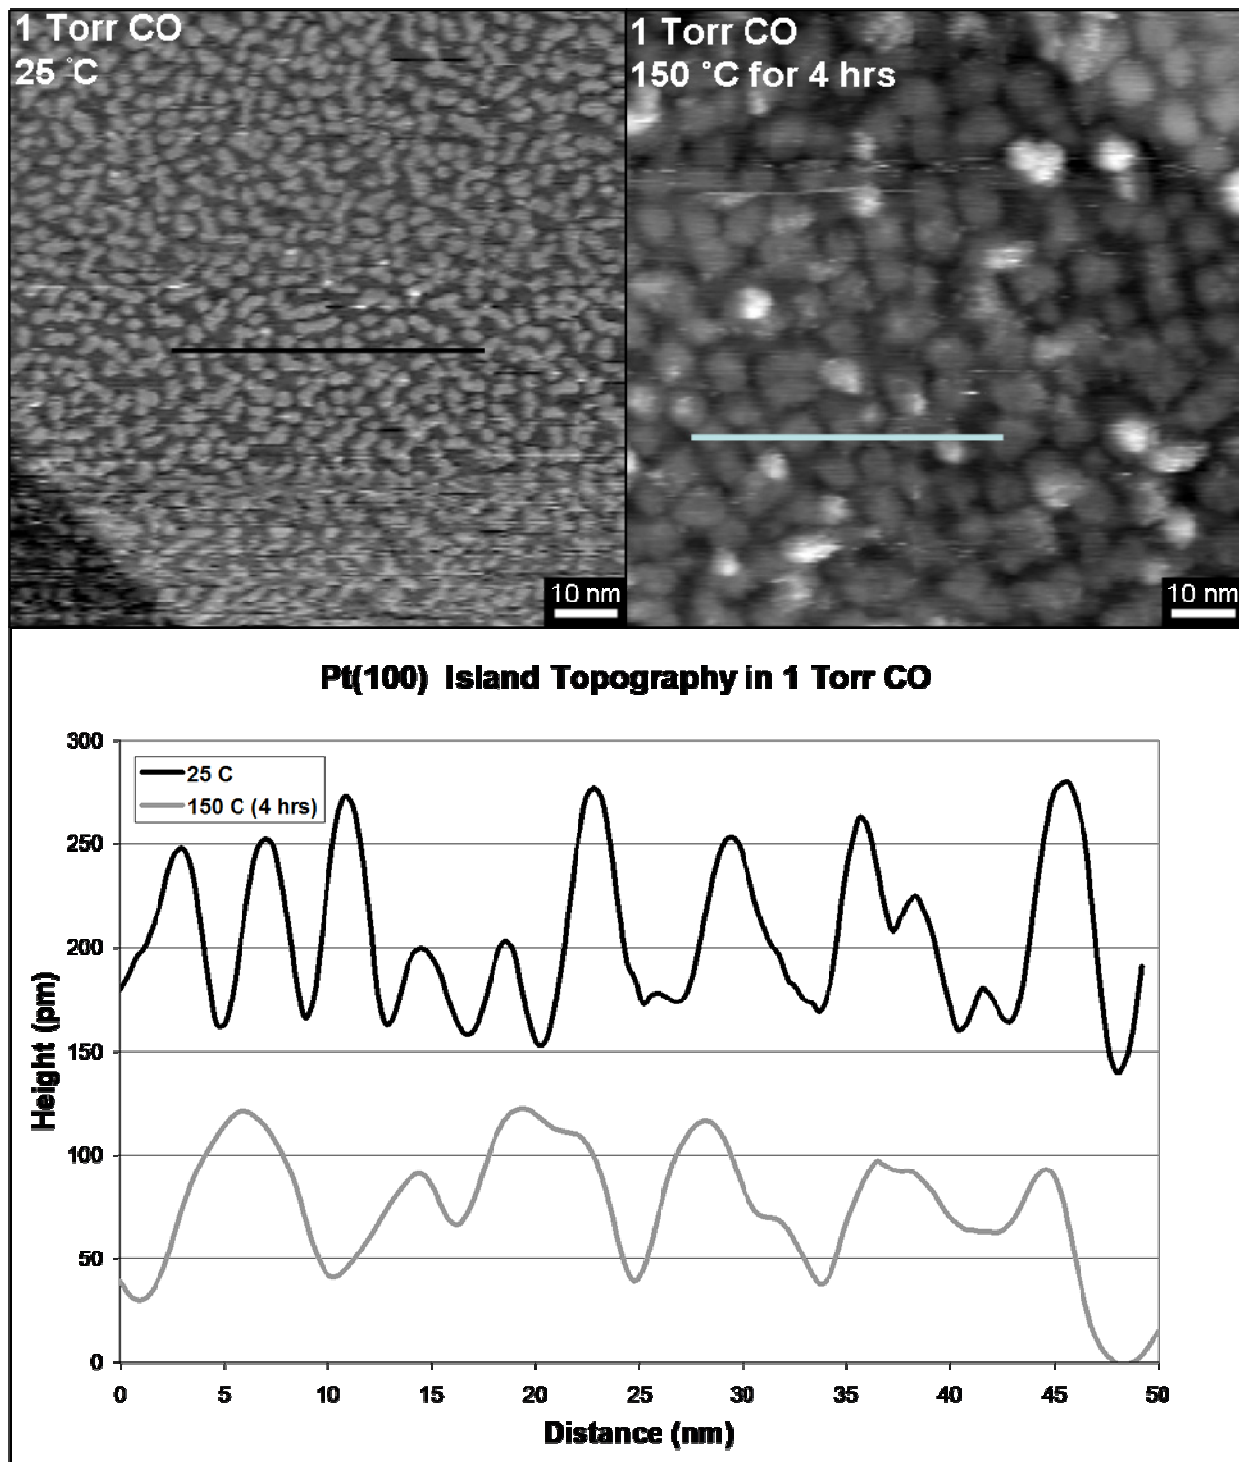 1 Torr CO
25 °C
10 nm
1 Torr CO
150 °C for 4 hrs
10 nm
Pt(100) Island Topography in 1 Torr CO
300
250
200
150
100
50
0
Height (pm)
25 C
150 C (4 hrs)
0 5 10 15 20 25 30 35 40 45 50
Distance (nm)